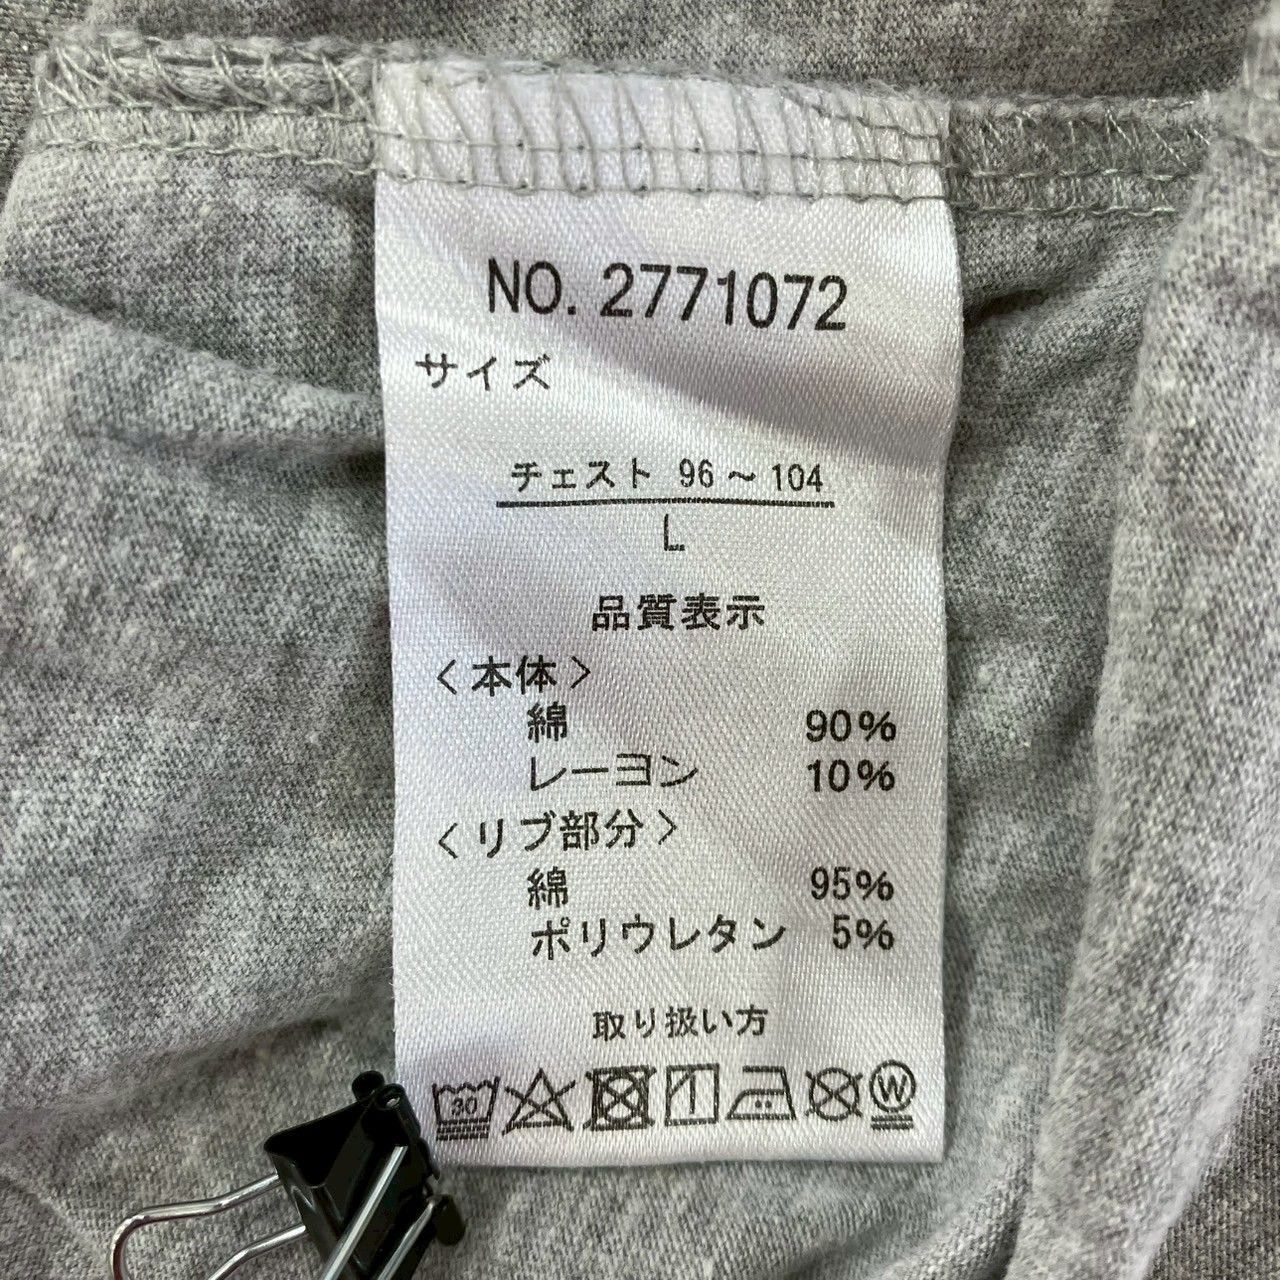 NO. 2771072
サイズ
チェスト 96～104
L
品質表示
〈本体〉
綿 90%
レーヨン 10%
〈リブ部分〉
綿 95%
ポリウレタン 5%
取り扱い方
30
W